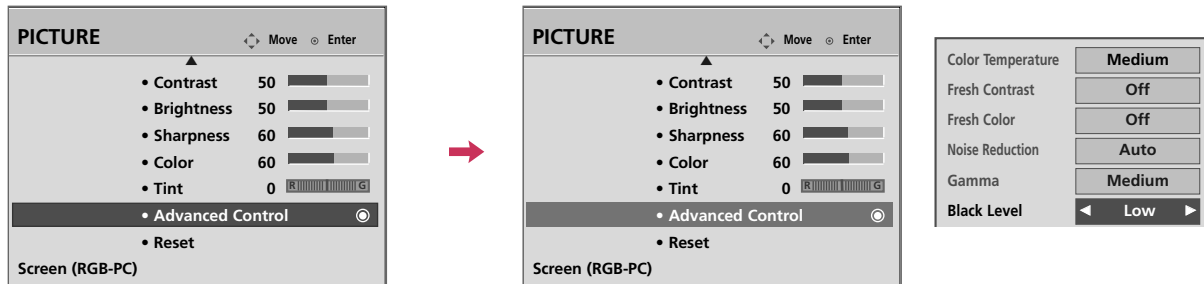 PICTURE
Move Enter
• Contrast 50
• Brightness 50
• Sharpness 60
• Color 60
• Tint 0 R G
• Advanced Control
• Reset
Screen (RGB-PC)
PICTURE
Move Enter
• Contrast 50
• Brightness 50
• Sharpness 60
• Color 60
• Tint 0 R G
• Advanced Control
• Reset
Screen (RGB-PC)
Color Temperature Medium
Fresh Contrast Off
Fresh Color Off
Noise Reduction Auto
Gamma Medium
Black Level ◀ Low ▶